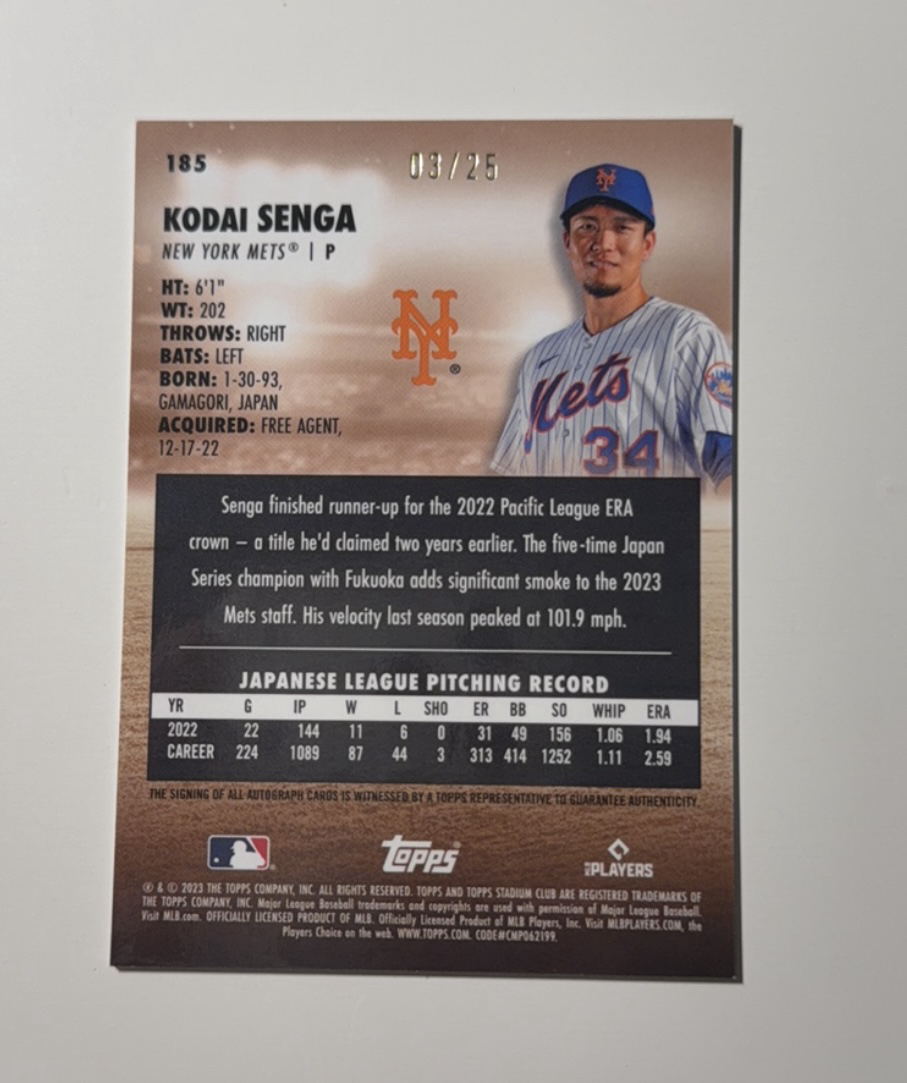 185
03/25
KODAI SENGA
NEW YORK METS® | P
HT: 6'1"
WT: 202
THROWS: RIGHT
BATS: LEFT
BORN: 1-30-93,
GAMAGORI, JAPAN
ACQUIRED: FREE AGENT,
12-17-22
NY
®
NY
Mets
34
Senga finished runner-up for the 2022 Pacific League ERA
crown – a title he'd claimed two years earlier. The five-time Japan
Series champion with Fukuoka adds significant smoke to the 2023
Mets staff. His velocity last season peaked at 101.9 mph.
JAPANESE LEAGUE PITCHING RECORD
YR G IP W L SHO ER BB SO WHIP ERA
2022 22 144 11 6 0 31 49 156 1.06 1.94
CAREER 224 1089 87 44 3 313 414 1252 1.11 2.59
THE SIGNING OF ALL AUTOGRAPH CARDS IS WITNESSED BY A TOPPS REPRESENTATIVE TO GUARANTEE AUTHENTICITY.
topps®
MLB PLAYERS
® & © 2023 THE TOPPS COMPANY, INC. ALL RIGHTS RESERVED. TOPPS AND TOPPS STADIUM CLUB ARE REGISTERED TRADEMARKS OF
THE TOPPS COMPANY, INC. Major League Baseball trademarks and copyrights are used with permission of Major League Baseball.
Visit MLB.com. OFFICIALLY LICENSED PRODUCT OF MLB. Officially Licensed Product of MLB Players, Inc. Visit MLBPLAYERS.COM, the
Players Choice on the web. WWW.TOPPS.COM. CODE#CMP062199.